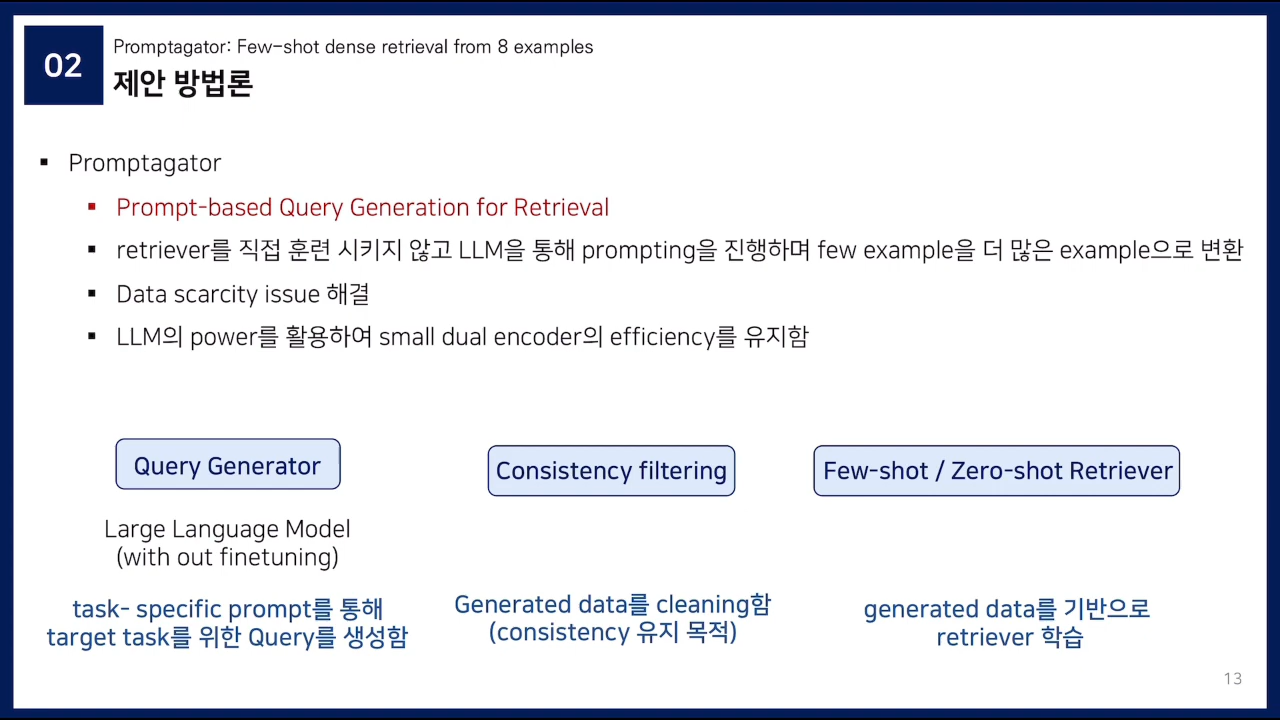 02
Promptagator: Few-shot dense retrieval from 8 examples
제안 방법론
▪ Promptagator
▪ Prompt-based Query Generation for Retrieval
▪ retriever를 직접 훈련 시키지 않고 LLM을 통해 prompting을 진행하며 few example을 더 많은 example으로 변환
▪ Data scarcity issue 해결
▪ LLM의 power를 활용하여 small dual encoder의 efficiency를 유지함
Query Generator
Large Language Model
(with out finetuning)
task- specific prompt를 통해
target task를 위한 Query를 생성함
Consistency filtering
Generated data를 cleaning함
(consistency 유지 목적)
Few-shot / Zero-shot Retriever
generated data를 기반으로
retriever 학습
13